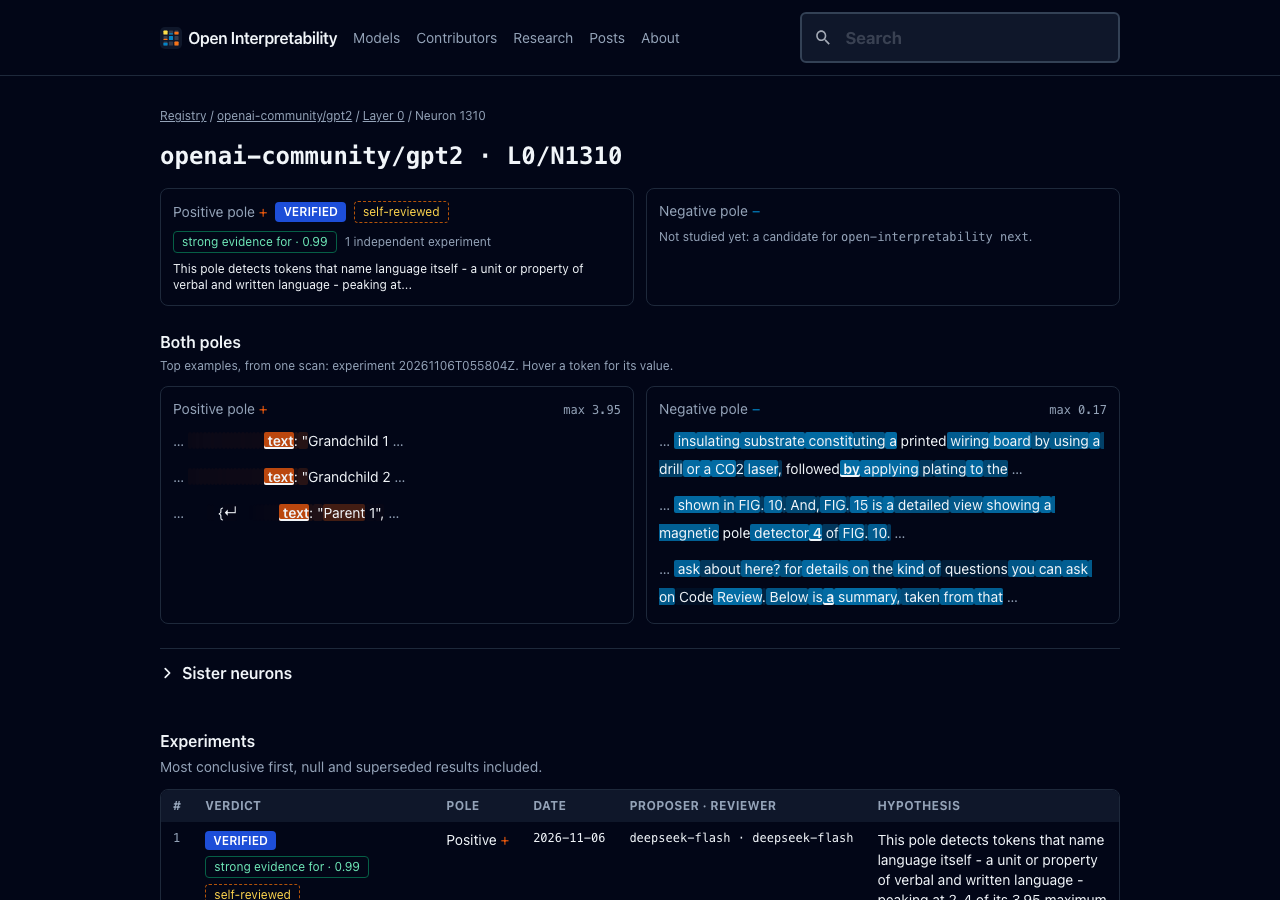 Open Interpretability Models Contributors Research Posts About Search
Registry / openai-community/gpt2 / Layer 0 / Neuron 1310
openai-community/gpt2 · L0/N1310
Positive pole + VERIFIED self-reviewed
strong evidence for · 0.99 1 independent experiment
This pole detects tokens that name language itself - a unit or property of
verbal and written language - peaking at...
Negative pole −
Not studied yet: a candidate for open-interpretability next.
Both poles
Top examples, from one scan: experiment 20261106T055804Z. Hover a token for its value.
Positive pole + max 3.95
... text: "Grandchild 1 ...
... text: "Grandchild 2 ...
... {↵ text: "Parent 1", ...
Negative pole − max 0.17
... insulating substrate constituting a printed wiring board by using a
drill or a CO2 laser, followed by applying plating to the ...
... shown in FIG. 10. And, FIG. 15 is a detailed view showing a
magnetic pole detector 4 of FIG. 10. ...
... ask about here? for details on the kind of questions you can ask
on Code Review. Below is a summary, taken from that ...
Sister neurons
Experiments
Most conclusive first, null and superseded results included.
# VERDICT POLE DATE PROPOSER · REVIEWER HYPOTHESIS
1 VERIFIED Positive + 2026-11-06 deepseek-flash · deepseek-flash This pole detects tokens that name
strong evidence for · 0.99 language itself - a unit or property
self-reviewed of verbal and written language -
peaking at 2.4 of its 3.95 maximum